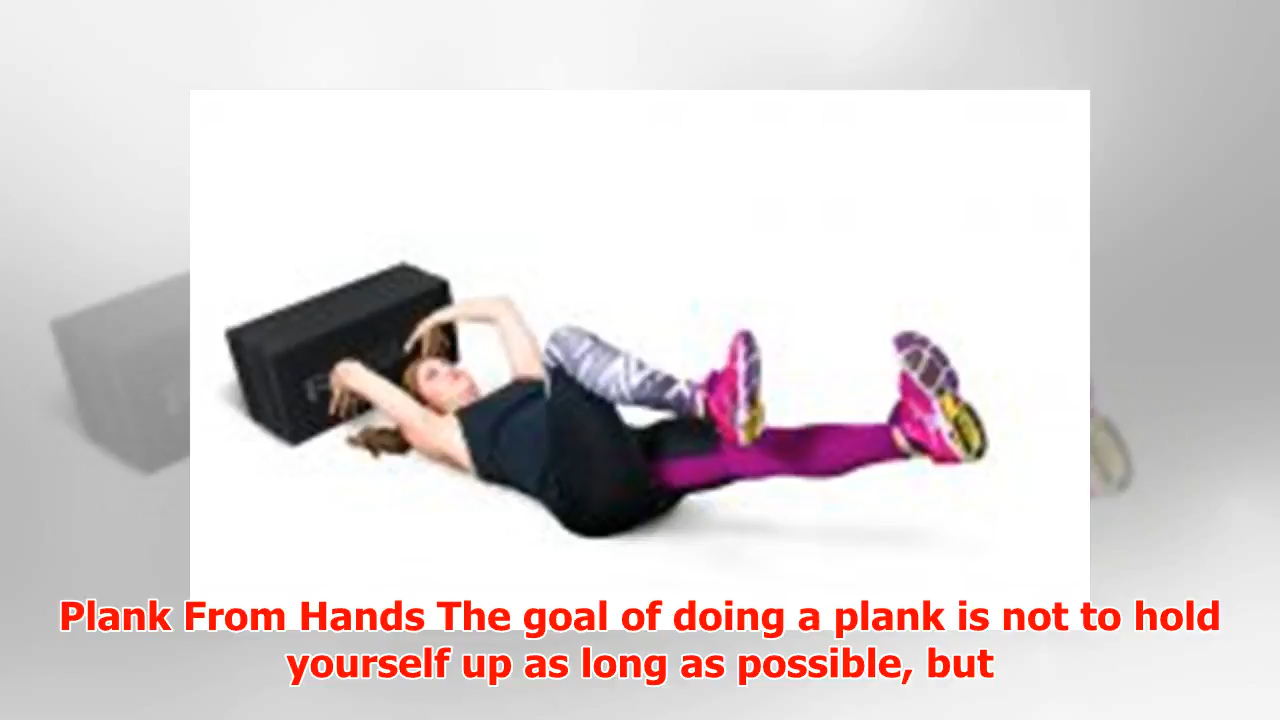 Plank From Hands The goal of doing a plank is not to hold
yourself up as long as possible, but